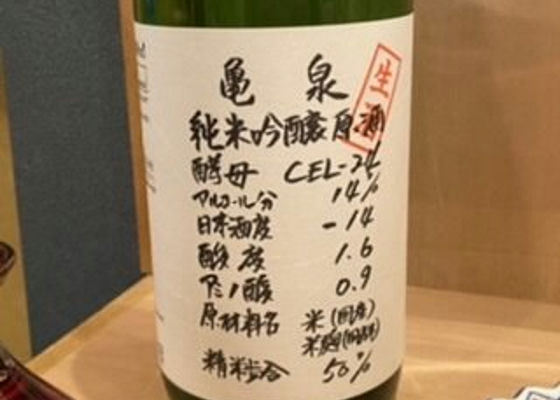 亀泉
生酒
純米吟醸原酒
酵母 CEL-24
アルコール分 14%
日本酒度 -14
酸度 1.6
アミノ酸 0.9
原材料名 米(国産)
米麹(国産米)
精米歩合 50%